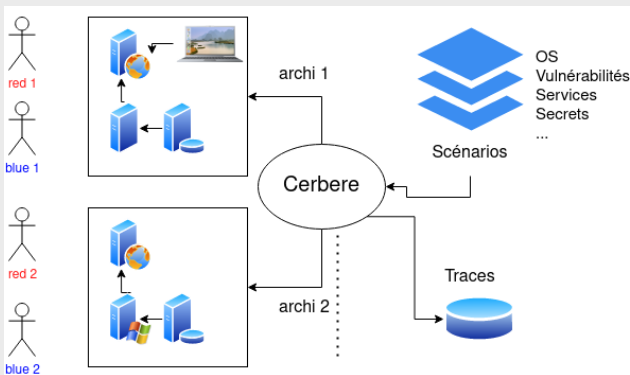 red 1
blue 1
archi 1
OS
Vulnérabilités
Services
Secrets
...
Scénarios
Cerbere
red 2
blue 2
archi 2
Traces